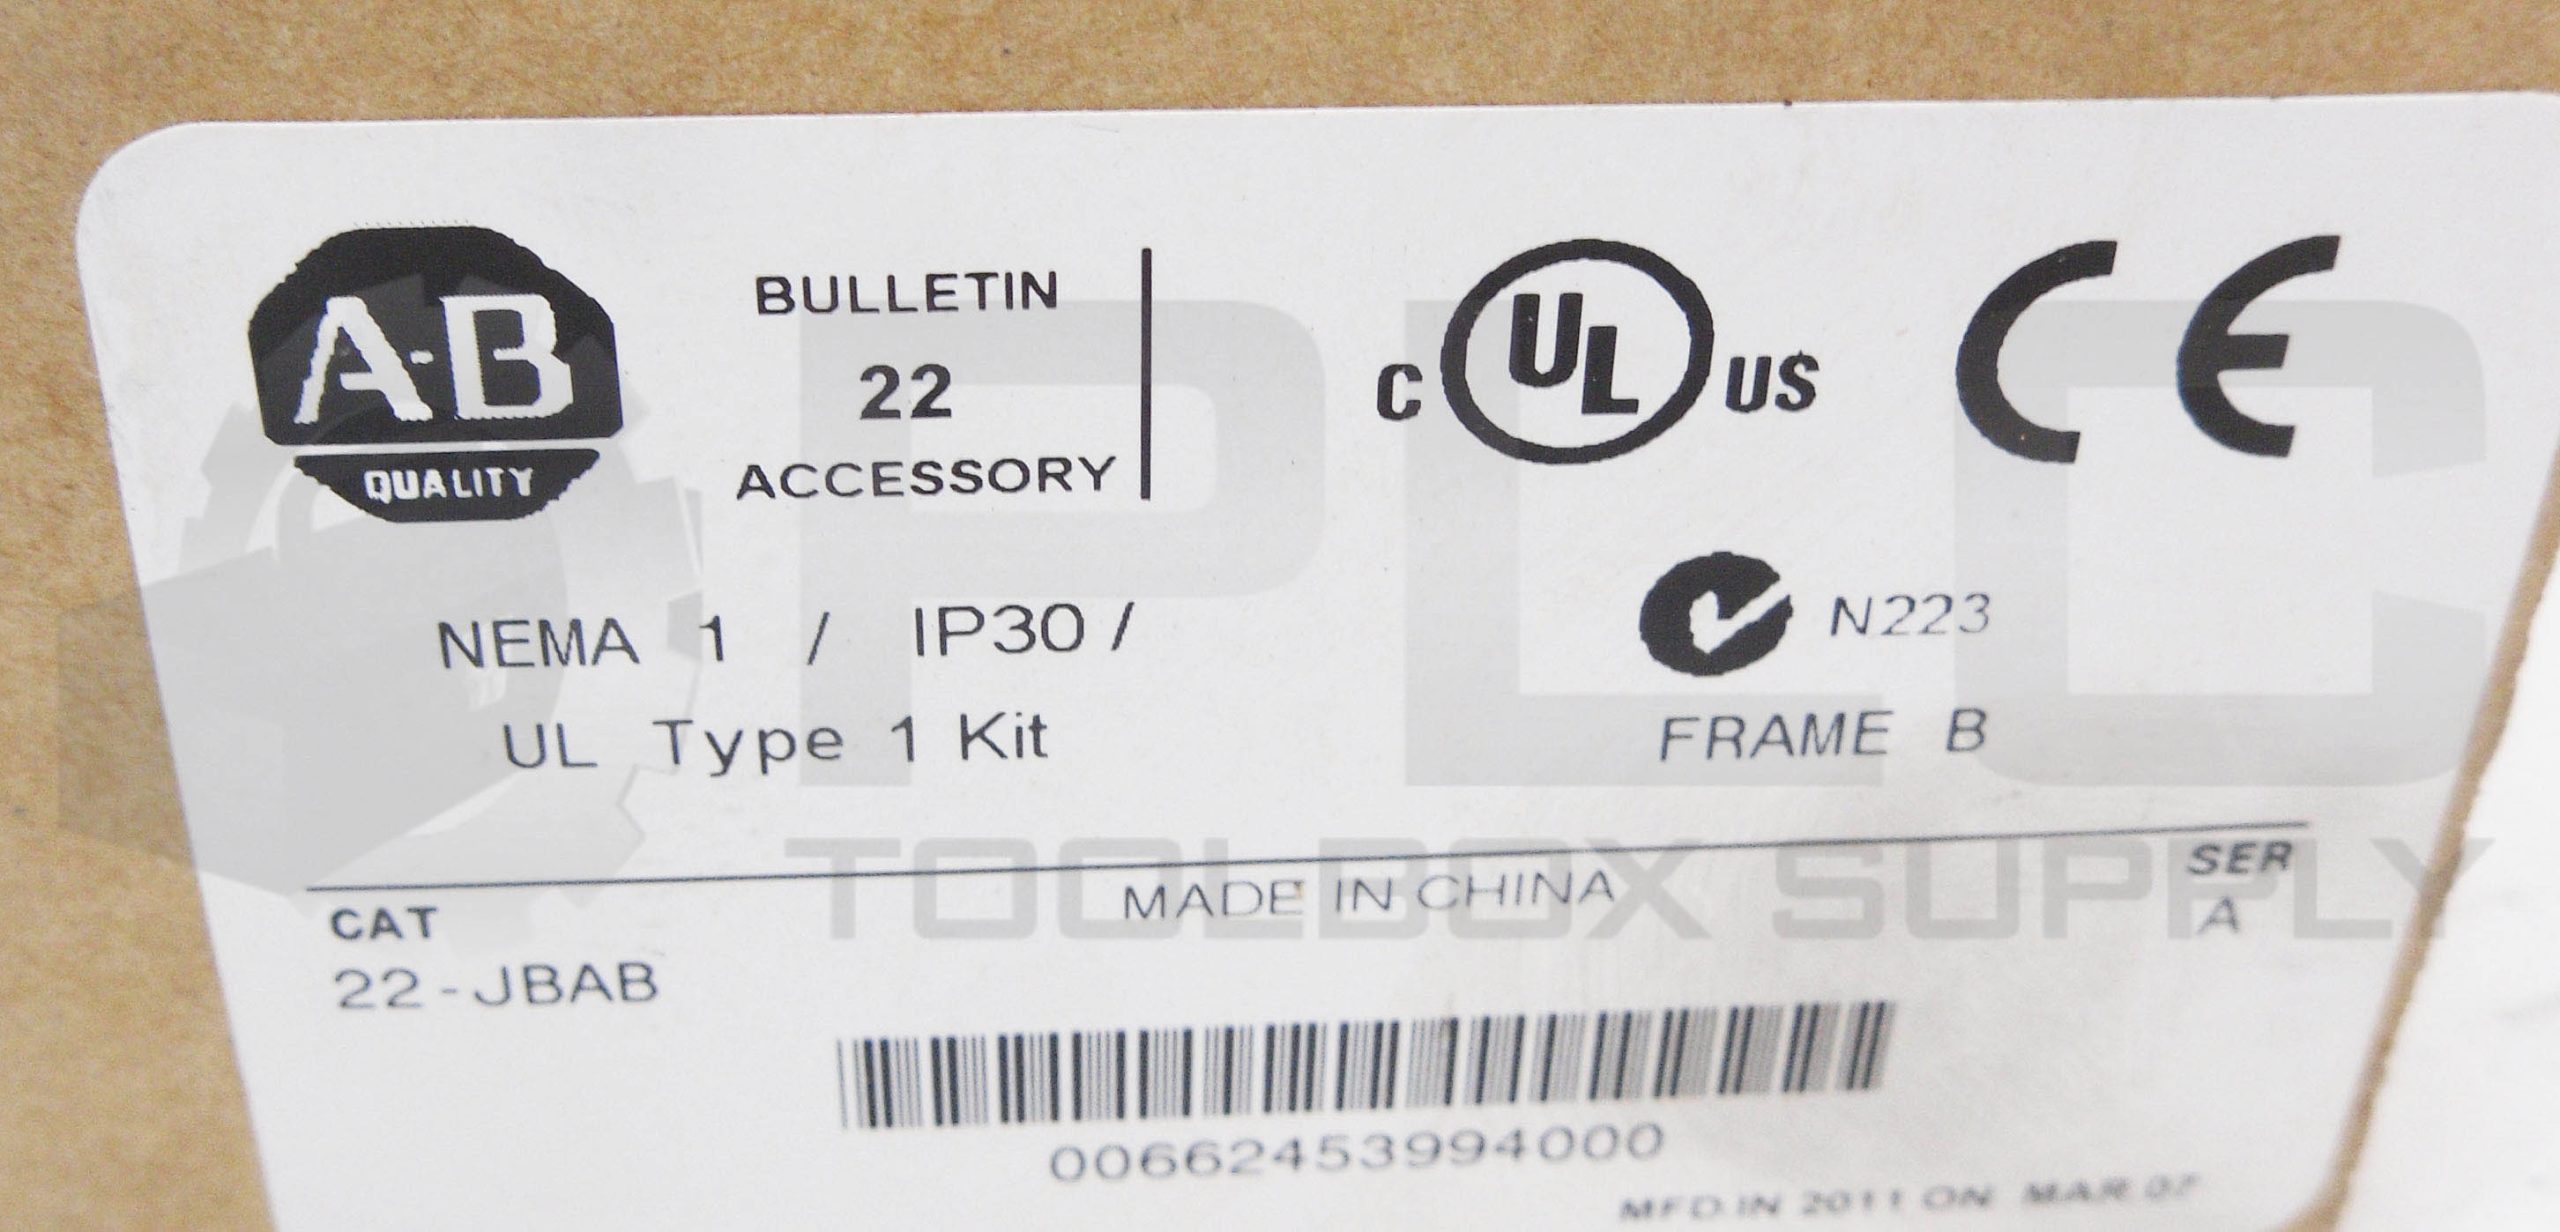 A-B
QUALITY
BULLETIN
22
ACCESSORY
C UL US CE
NEMA 1 / IP30 /
UL Type 1 Kit
N223
FRAME B
CAT
22-JBAB
MADE IN CHINA
SER
A
00662453994000
MFD.IN 2011 ON MAR.07
PLC
TOOLBOX SUPPLY